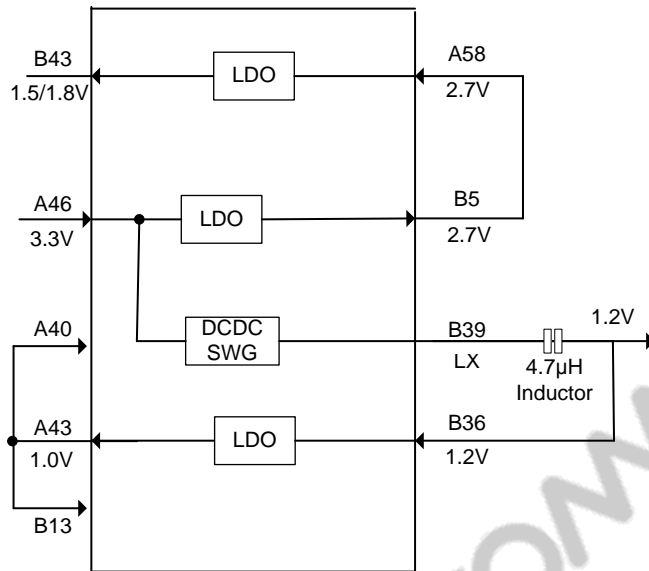 B43
1.5/1.8V
LDO
A58
2.7V
A46
3.3V
LDO
B5
2.7V
A40
DCDC
SWG
B39
LX
4.7µH
Inductor
1.2V
A43
1.0V
LDO
B36
1.2V
B13
OM